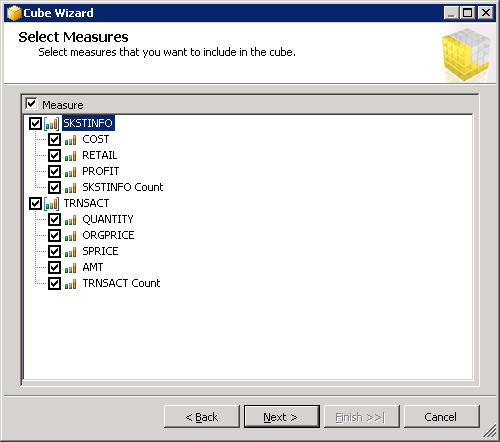 Cube Wizard
Select Measures
Select measures that you want to include in the cube.
Measure
SKSTINFO
COST
RETAIL
PROFIT
SKSTINFO Count
TRNSACT
QUANTITY
ORGPRICE
SPRICE
AMT
TRNSACT Count
< Back
Next >
Finish >>|
Cancel